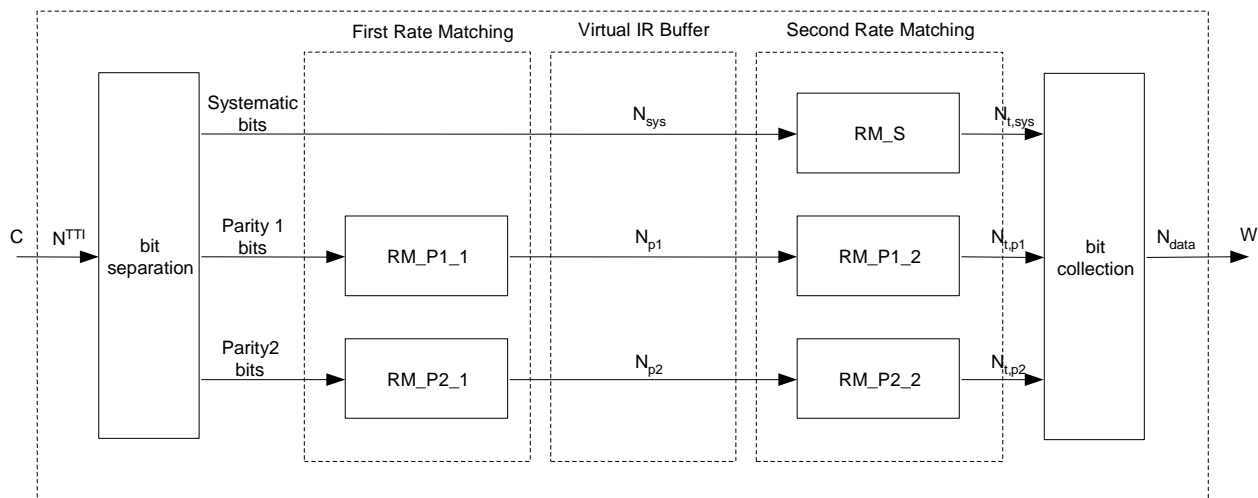 First Rate Matching
Virtual IR Buffer
Second Rate Matching
Systematic
bits
N_sys
RM_S
N_t,sys
C
N^TTI
bit
separation
Parity 1
bits
RM_P1_1
N_p1
RM_P1_2
N_t,p1
bit
collection
N_data
W
Parity2
bits
RM_P2_1
N_p2
RM_P2_2
N_t,p2